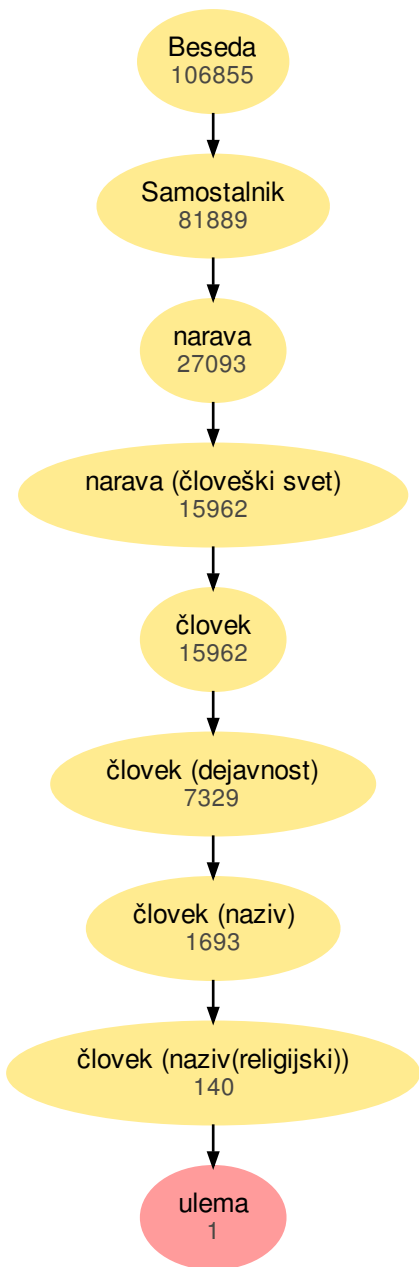 Beseda
106855
Samostalnik
81889
narava
27093
narava (človeški svet)
15962
človek
15962
človek (dejavnost)
7329
človek (naziv)
1693
človek (naziv(religijski))
140
ulema
1